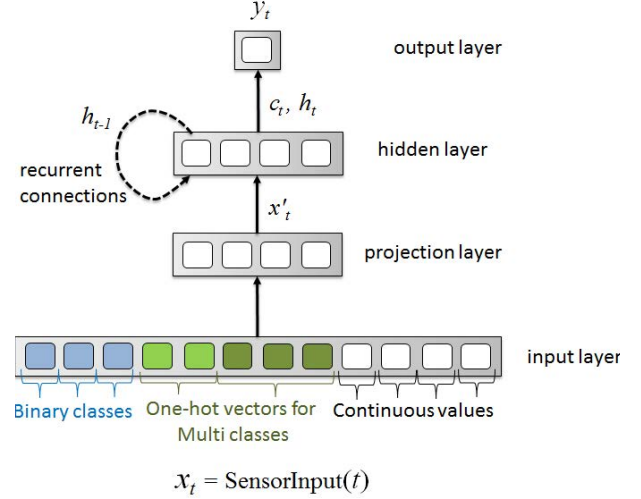 y_t
output layer
c_t, h_t
h_{t-1}
hidden layer
recurrent
connections
x'_t
projection layer
input layer
Binary classes
One-hot vectors for
Multi classes
Continuous values
x_t = SensorInput(t)